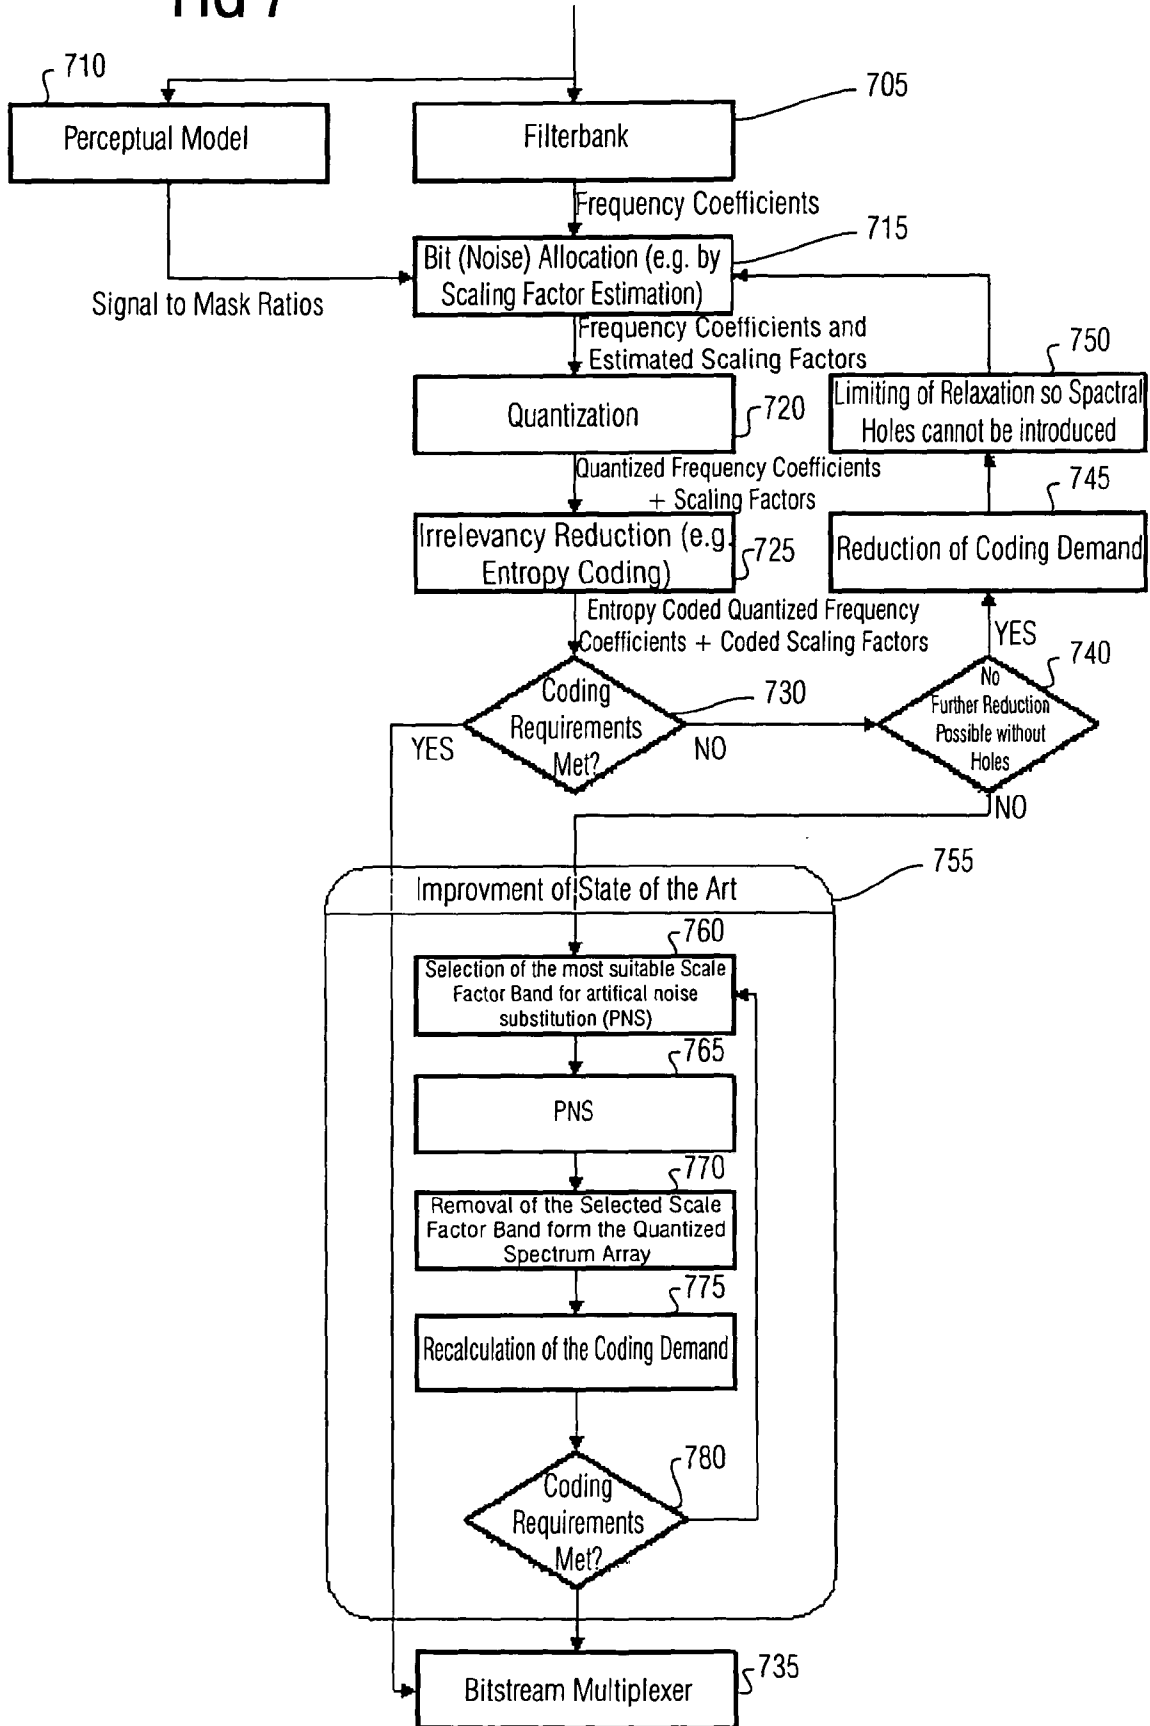 FIG 7
710
705
Perceptual Model
Filterbank
Frequency Coefficients
715
Bit (Noise) Allocation (e.g. by
Scaling Factor Estimation)
Signal to Mask Ratios
Frequency Coefficients and
Estimated Scaling Factors
750
Limiting of Relaxation so Spactral
Holes cannot be introduced
Quantization
720
Quantized Frequency Coefficients
+ Scaling Factors
745
Irrelevancy Reduction (e.g.
Entropy Coding)
725
Reduction of Coding Demand
Entropy Coded Quantized Frequency
Coefficients + Coded Scaling Factors
YES
740
Coding
Requirements
Met?
730
No
Further Reduction
Possible without
Holes
YES
NO
NO
755
Improvment of State of the Art
760
Selection of the most suitable Scale
Factor Band for artifical noise
substitution (PNS)
765
PNS
770
Removal of the Selected Scale
Factor Band form the Quantized
Spectrum Array
775
Recalculation of the Coding Demand
780
Coding
Requirements
Met?
735
Bitstream Multiplexer